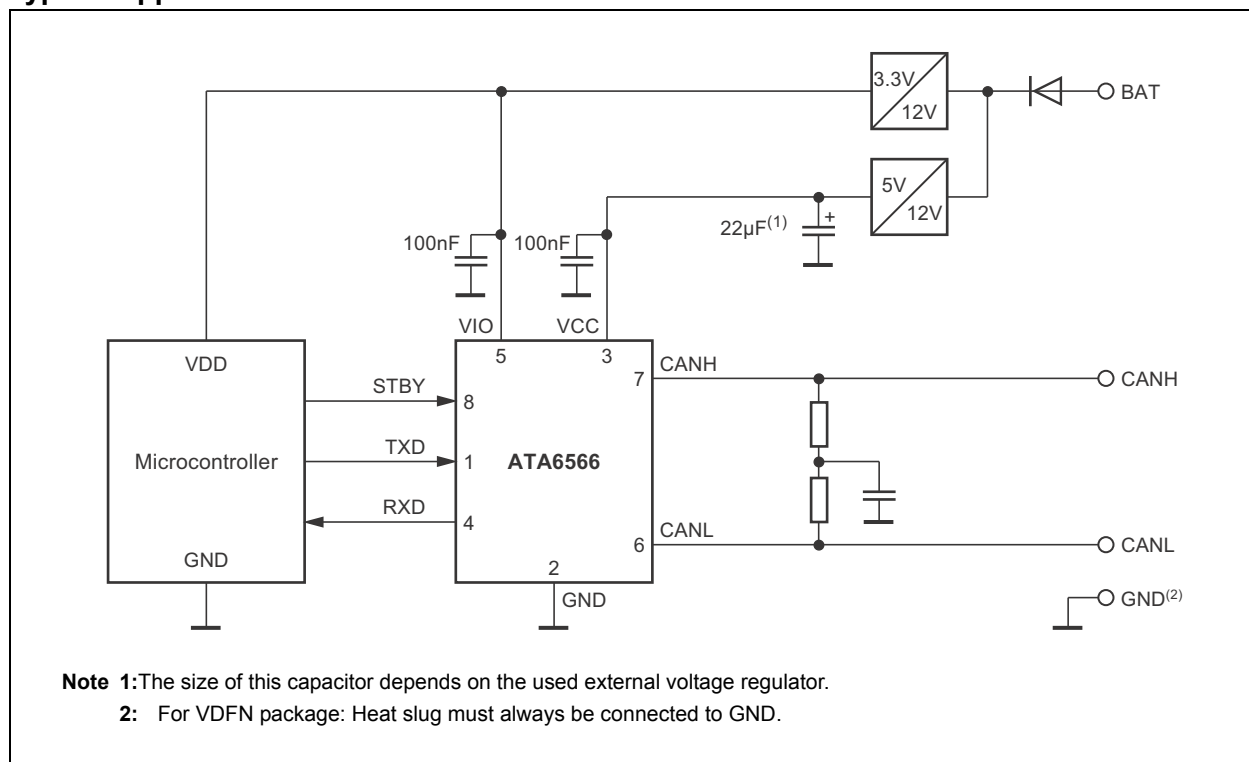 3.3V
12V
BAT
5V
12V
22µF(1)
+
100nF
100nF
VIO
VCC
5
3
VDD
7
CANH
CANH
STBY
8
TXD
1
Microcontroller
ATA6566
RXD
4
6
CANL
CANL
GND
2
GND
GND(2)
Note 1:The size of this capacitor depends on the used external voltage regulator.
2: For VDFN package: Heat slug must always be connected to GND.